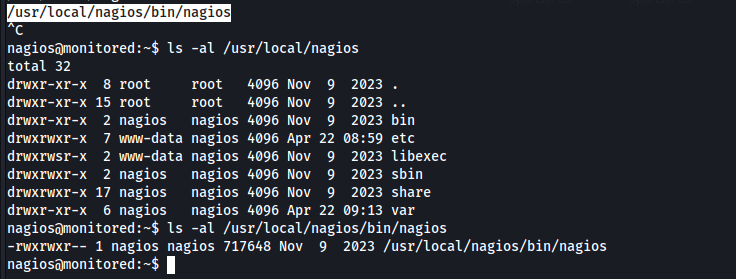 /usr/local/nagios/bin/nagios
^C
nagios@monitored:~$ ls -al /usr/local/nagios
total 32
drwxr-xr-x  8 root     root   4096 Nov  9  2023 .
drwxr-xr-x 15 root     root   4096 Nov  9  2023 ..
drwxr-xr-x  2 nagios   nagios 4096 Nov  9  2023 bin
drwxrwxr-x  7 www-data nagios 4096 Apr 22 08:59 etc
drwxrwsr-x  2 www-data nagios 4096 Nov  9  2023 libexec
drwxr-xr-x  2 nagios   nagios 4096 Nov  9  2023 sbin
drwxrwxr-x 17 nagios   nagios 4096 Nov  9  2023 share
drwxrwxr-x  6 nagios   nagios 4096 Apr 22 09:13 var
nagios@monitored:~$ ls -al /usr/local/nagios/bin/nagios
-rwxrwxr-- 1 nagios nagios 717648 Nov  9  2023 /usr/local/nagios/bin/nagios
nagios@monitored:~$